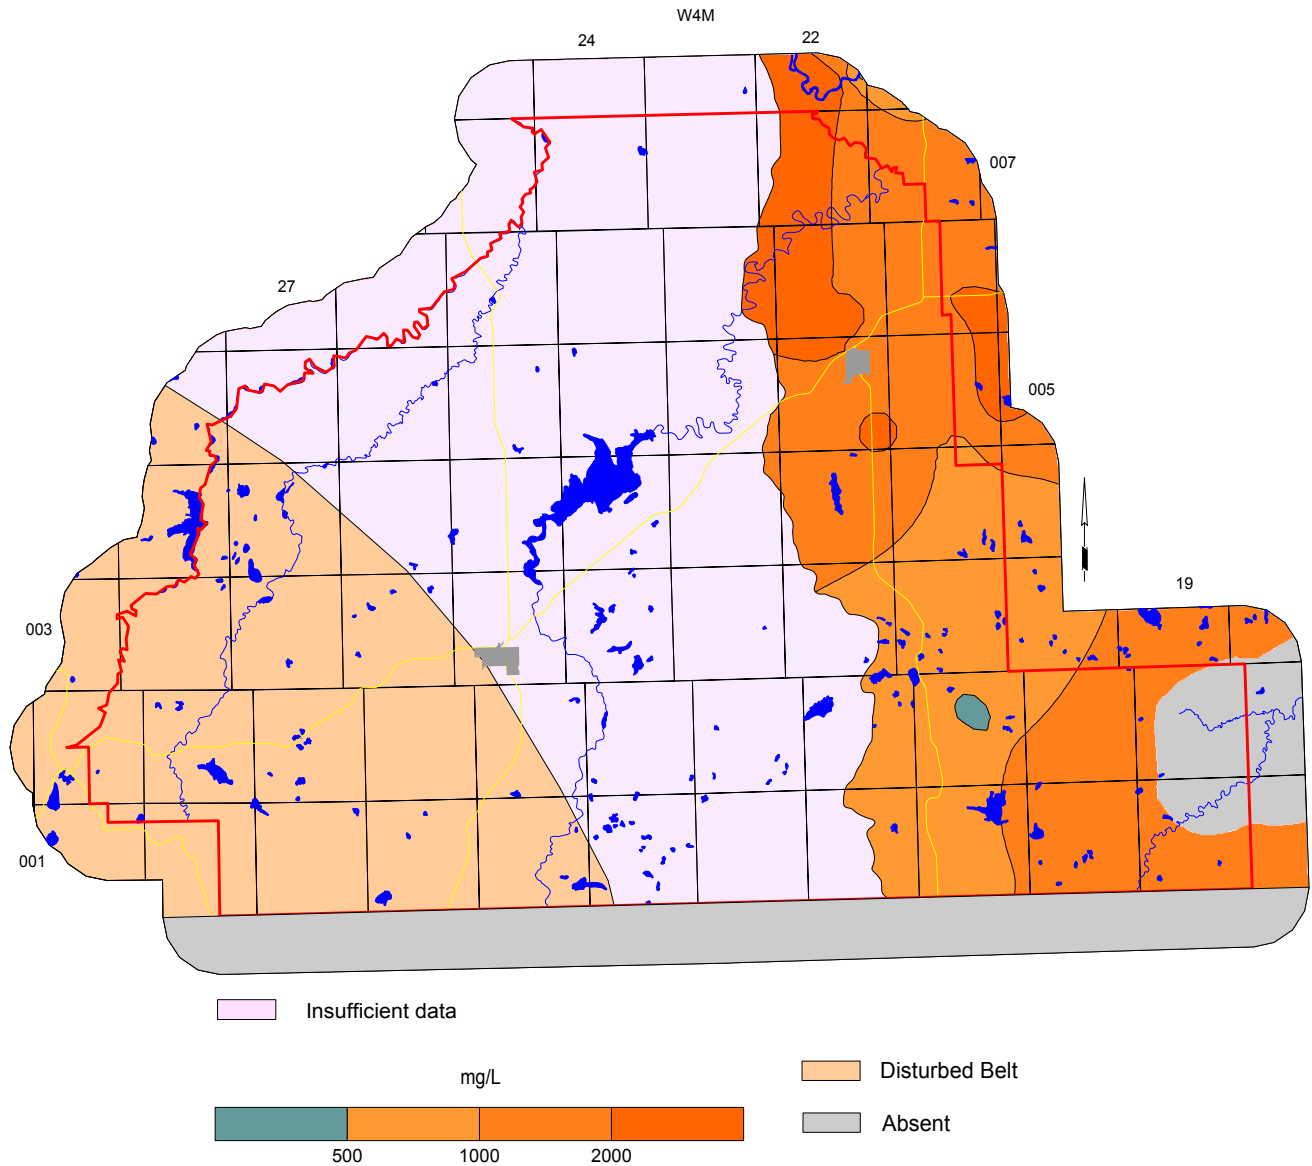 W4M
24
22
007
27
005
19
003
001
Insufficient data
mg/L
Disturbed Belt
Absent
500 1000 2000